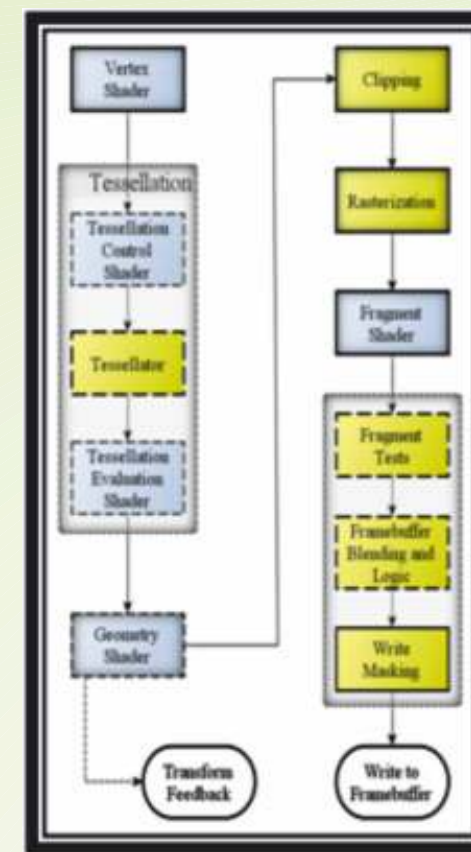 Vertex
Shader
Tessellation
Tessellation
Control
Shader
Tessellator
Tessellation
Evaluation
Shader
Geometry
Shader
Transform
Feedback
Clipping
Rasterization
Fragment
Shader
Fragment
Tests
Framebuffer
Blending and
Logic
Write
Masking
Write to
Framebuffer